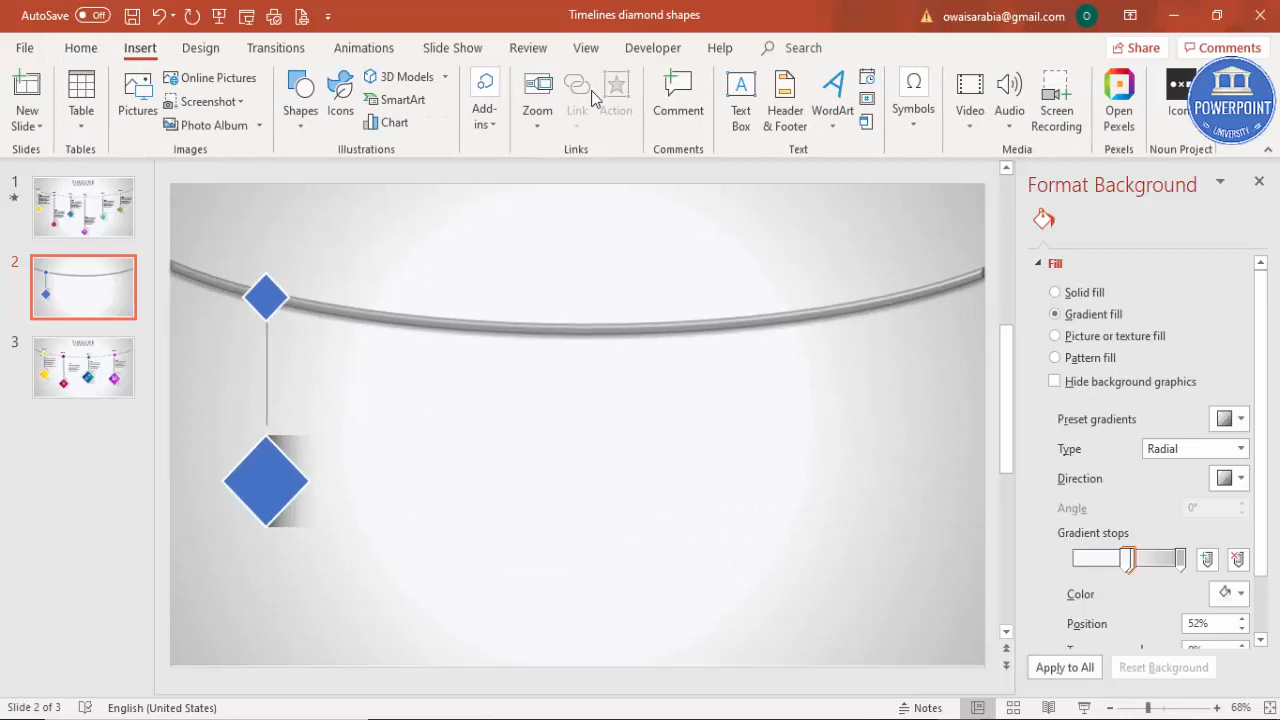 AutoSave Off
Timelines diamond shapes
owaisarabia@gmail.com O
File Home Insert Design Transitions Animations Slide Show Review View Developer Help Search Share Comments
New Slide
Slides
Table
Tables
Pictures
Online Pictures
Screenshot
Photo Album
Images
Shapes
Icons
3D Models
SmartArt
Chart
Illustrations
Add-ins
Zoom
Link
Action
Links
Comment
Comments
Text Box
Header & Footer
WordArt
Text
Symbols
Video
Audio
Screen Recording
Media
Open Pexels
Pexels
Noun Project
POWERPOINT
UNIVERSITY
1
2
3
Format Background
Fill
Solid fill
Gradient fill
Picture or texture fill
Pattern fill
Hide background graphics
Preset gradients
Type Radial
Direction
Angle 0°
Gradient stops
Color
Position 52%
Apply to All Reset Background
Slide 2 of 3 English (United States) Notes 68%